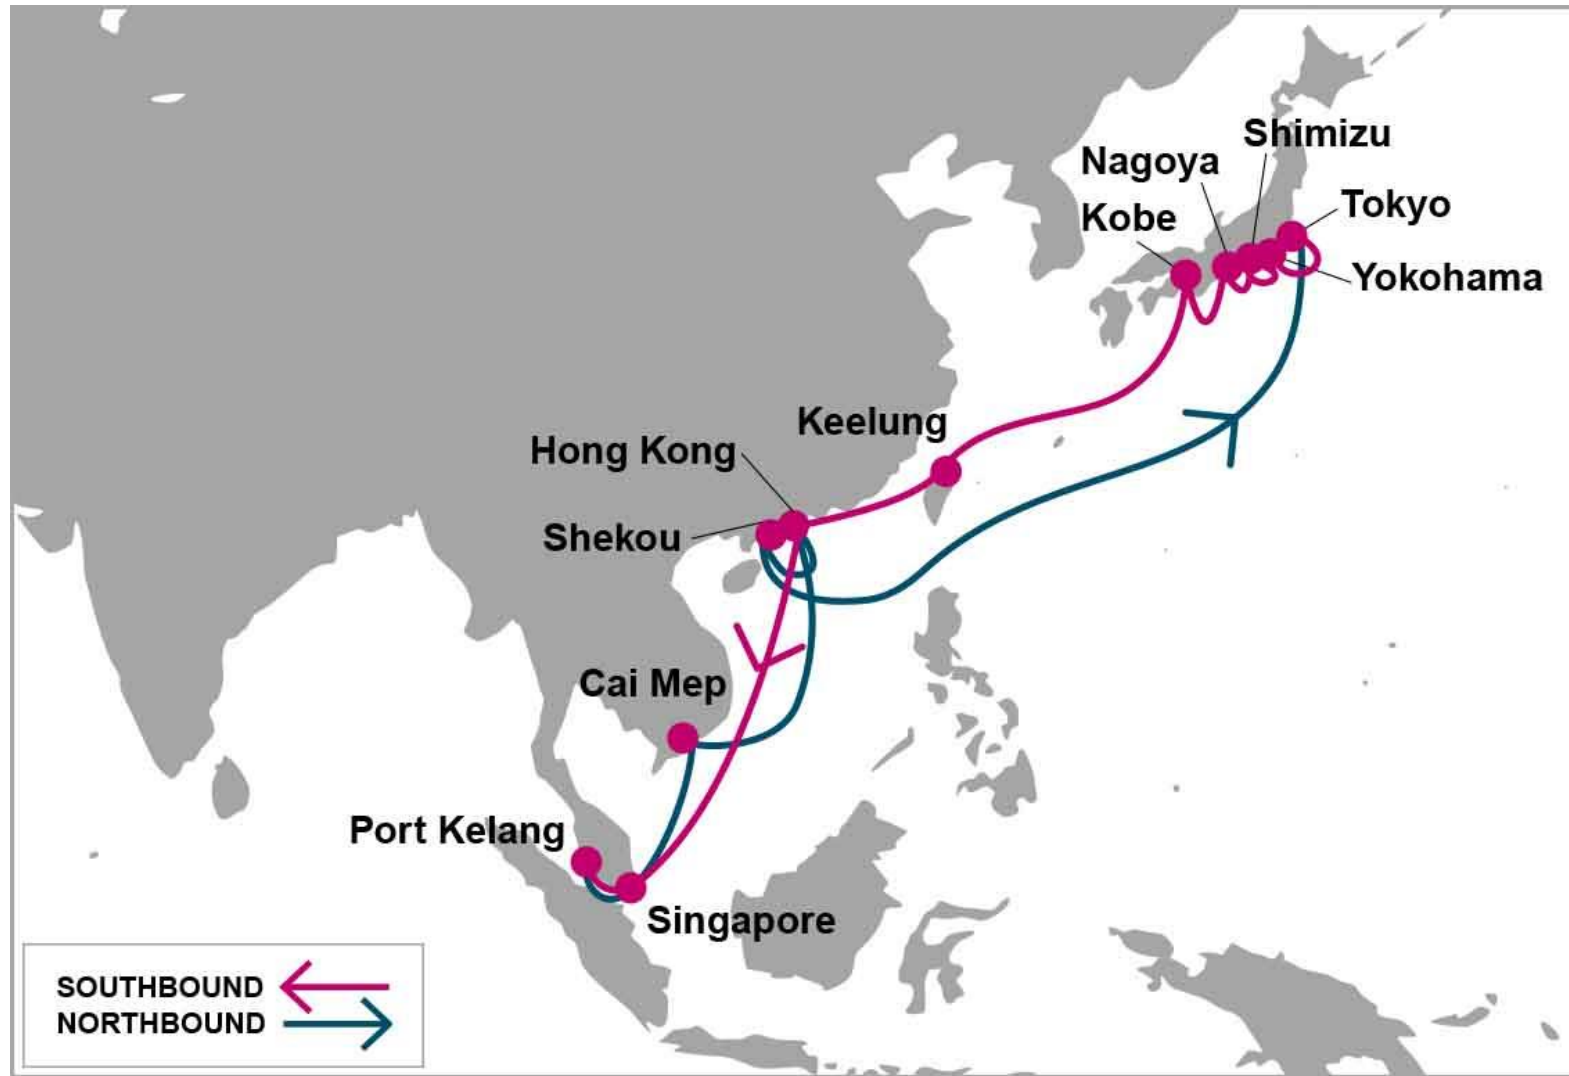 Shimizu
Nagoya
Tokyo
Kobe
Yokohama
Keelung
Hong Kong
Shekou
Cai Mep
Port Kelang
Singapore
SOUTHBOUND
NORTHBOUND